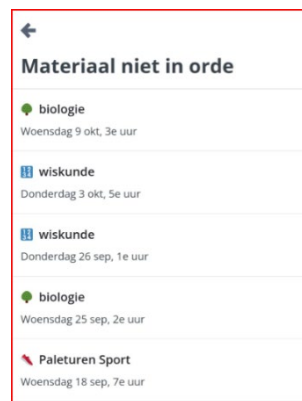 Materiaal niet in orde
biologie
Woensdag 9 okt, 3e uur
wiskunde
Donderdag 3 okt, 5e uur
wiskunde
Donderdag 26 sep, 1e uur
biologie
Woensdag 25 sep, 2e uur
Paleturen Sport
Woensdag 18 sep, 7e uur